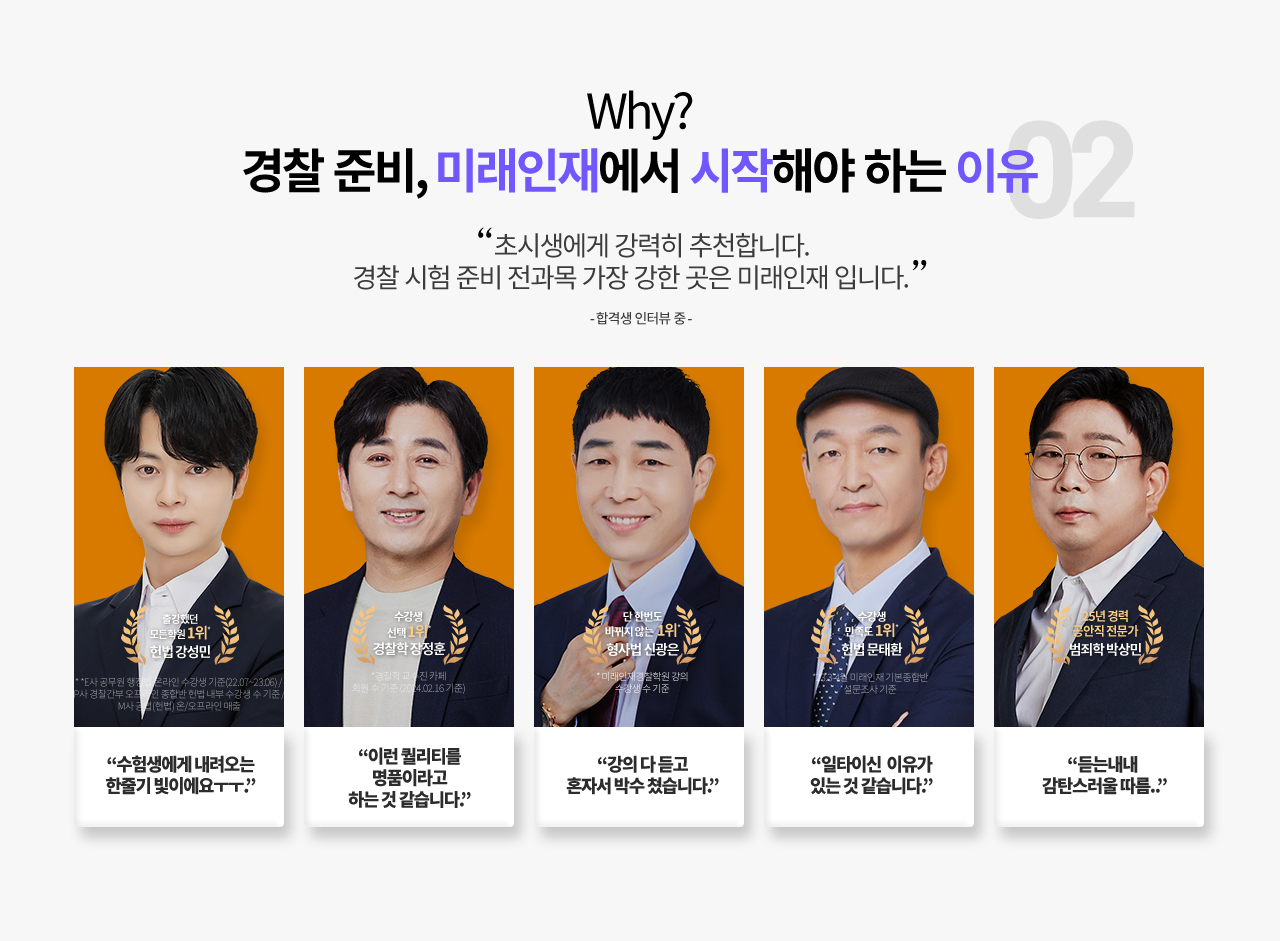 Why?
02
경찰 준비, 미래인재에서 시작해야 하는 이유
“초시생에게 강력히 추천합니다.
경찰 시험 준비 전과목 가장 강한 곳은 미래인재 입니다.”
- 합격생 인터뷰 중 -
출강했던
모든학원 1위*
헌법 강성민
* *E사 공무원 행정법 온라인 수강생 기준(22.07~23.06) /
P사 경찰간부 오프라인 종합반 헌법 내부 수강생 수 기준 /
M사 공법(헌법) 온/오프라인 매출
“수험생에게 내려오는
한줄기 빛이에요ㅜㅜ.”
수강생
선택 1위*
경찰학 장정훈
*경찰학 교수진 카페
회원 수 기준 (2024.02.16 기준)
“이런 퀄리티를
명품이라고
하는 것 같습니다.”
단 한번도
바뀌지 않는 1위*
형사법 신광은
* 미래인재경찰학원 강의
수강생 수 기준
“강의 다 듣고
혼자서 박수 쳤습니다.”
수강생
만족도 1위*
헌법 문태환
미래인재 기본종합반
설문조사 기준
“일타이신 이유가
있는 것 같습니다.”
25년 경력
공안직 전문가
범죄학 박상민
“듣는내내
감탄스러울 따름..”